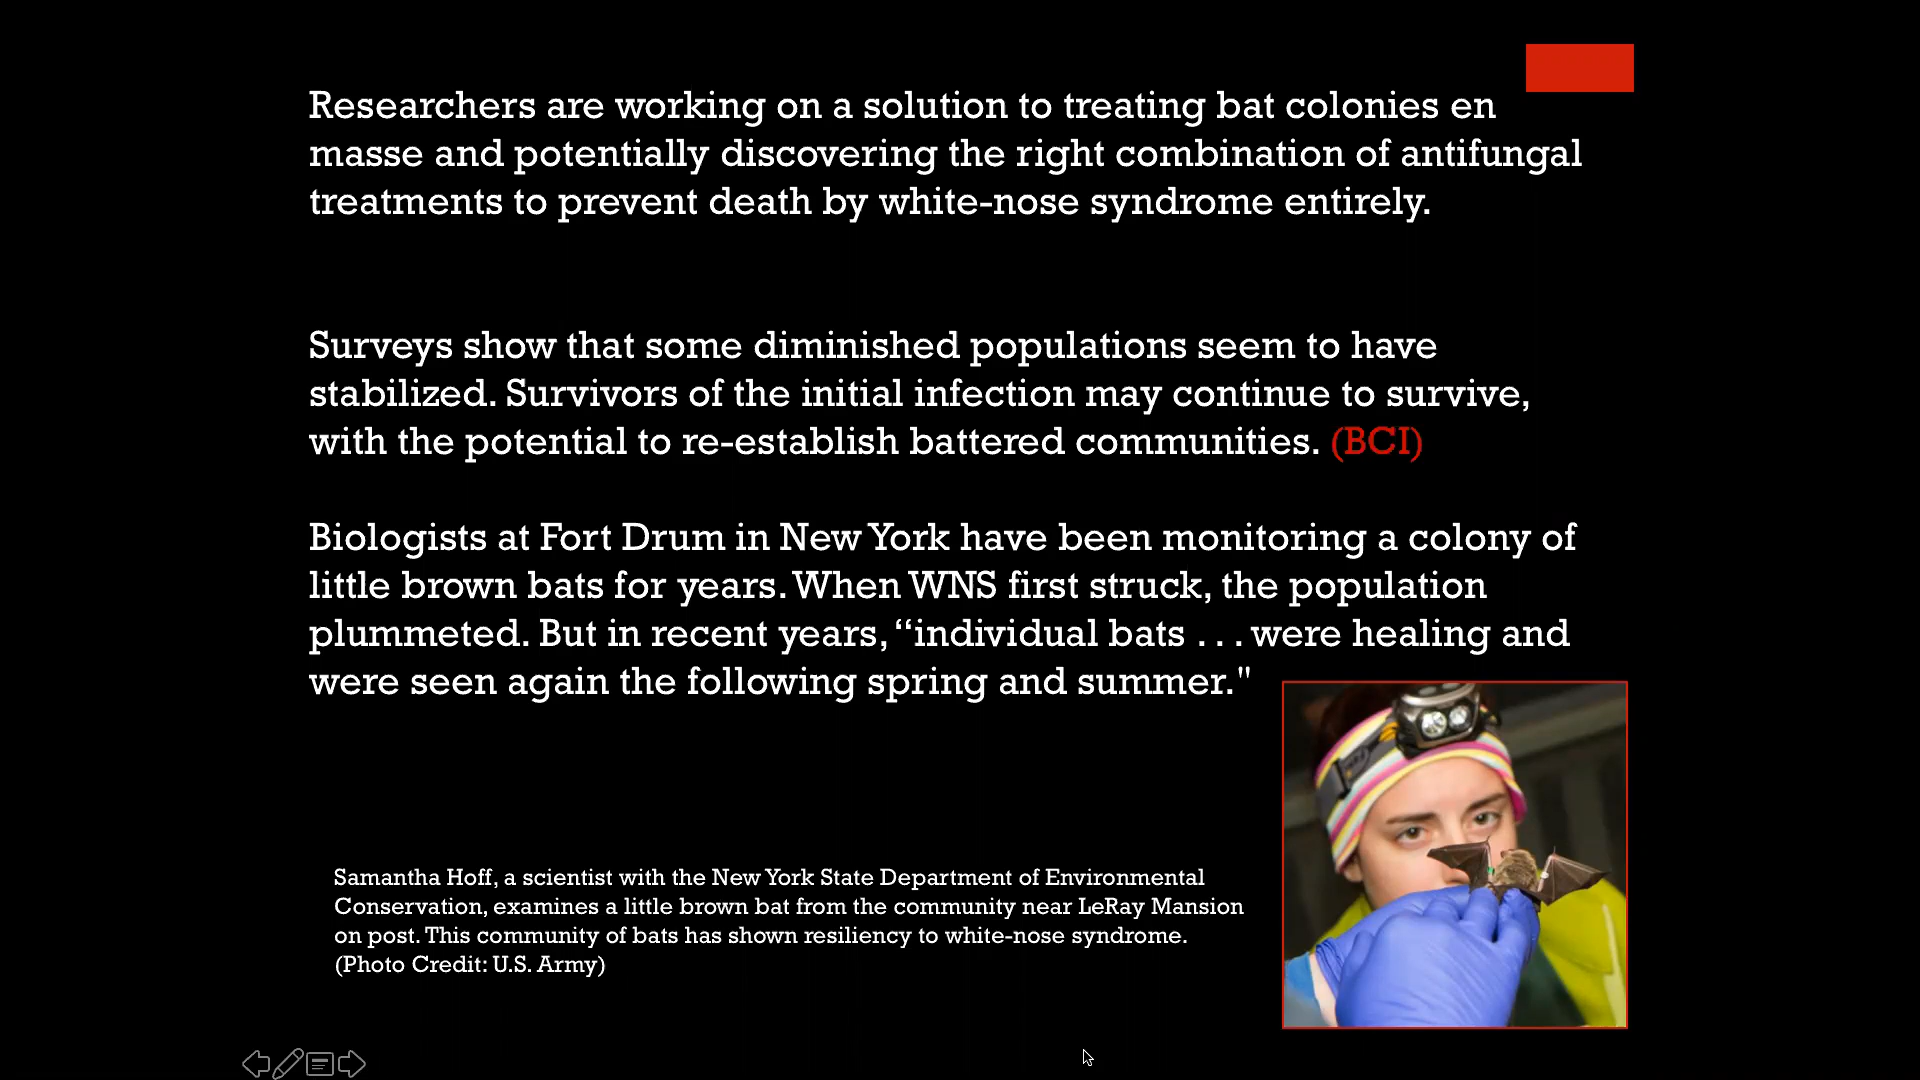 Researchers are working on a solution to treating bat colonies en
masse and potentially discovering the right combination of antifungal
treatments to prevent death by white-nose syndrome entirely.
Surveys show that some diminished populations seem to have
stabilized. Survivors of the initial infection may continue to survive,
with the potential to re-establish battered communities. (BCI)
Biologists at Fort Drum in New York have been monitoring a colony of
little brown bats for years. When WNS first struck, the population
plummeted. But in recent years, “individual bats . . . were healing and
were seen again the following spring and summer."
Samantha Hoff, a scientist with the New York State Department of Environmental
Conservation, examines a little brown bat from the community near LeRay Mansion
on post. This community of bats has shown resiliency to white-nose syndrome.
(Photo Credit: U.S. Army)